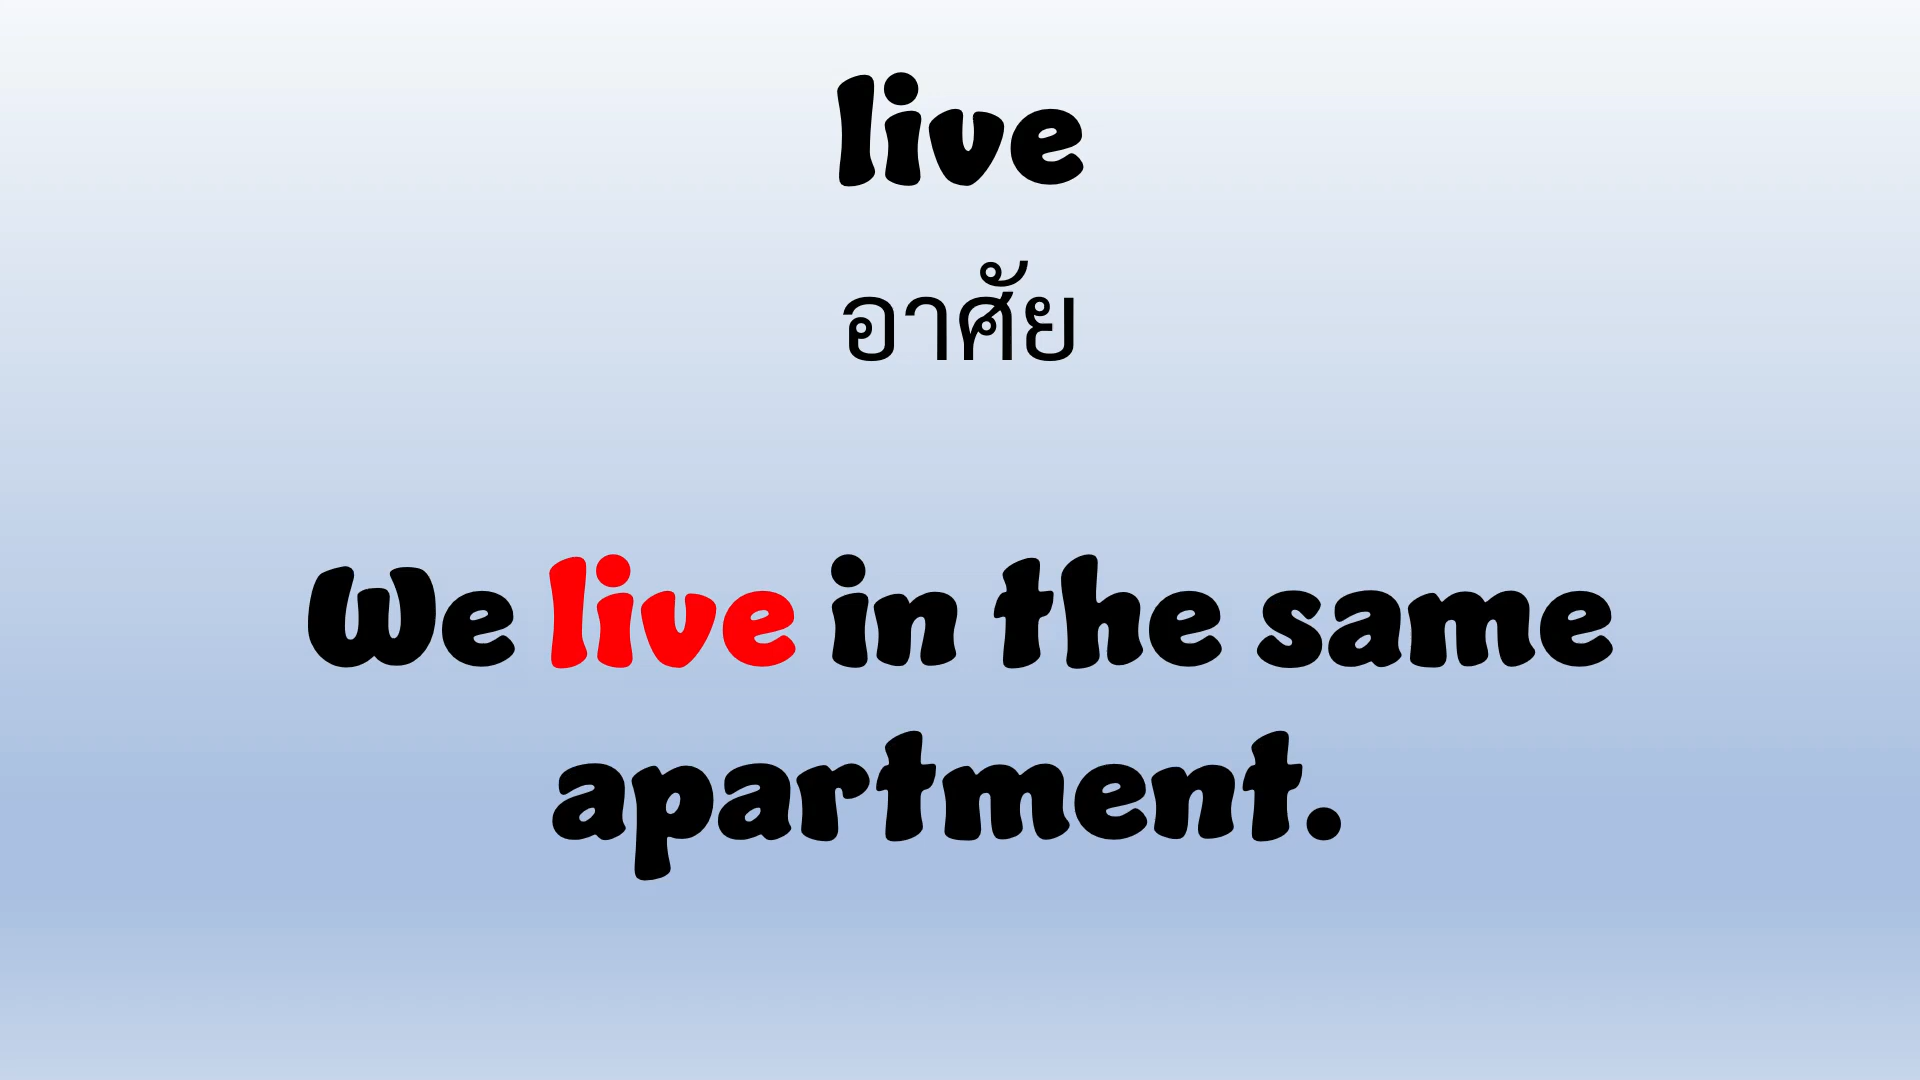 live
อาศัย
We live in the same
apartment.